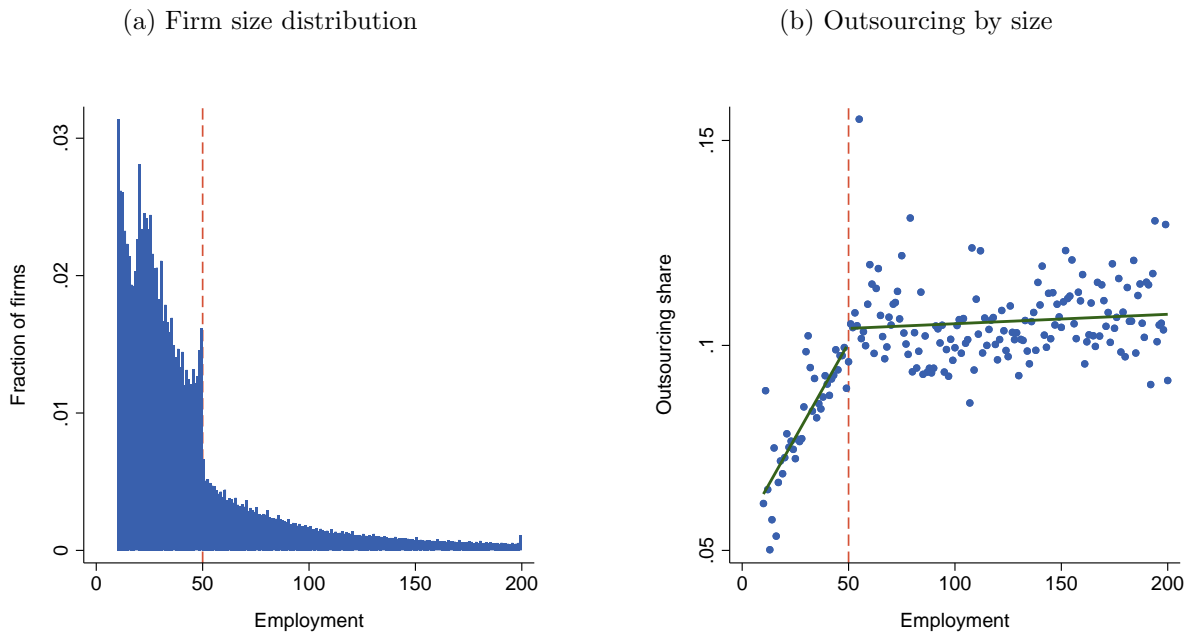 (a) Firm size distribution
.03
.02
.01
0
Fraction of firms
0 50 100 150 200
Employment
(b) Outsourcing by size
.15
.1
.05
Outsourcing share
0 50 100 150 200
Employment